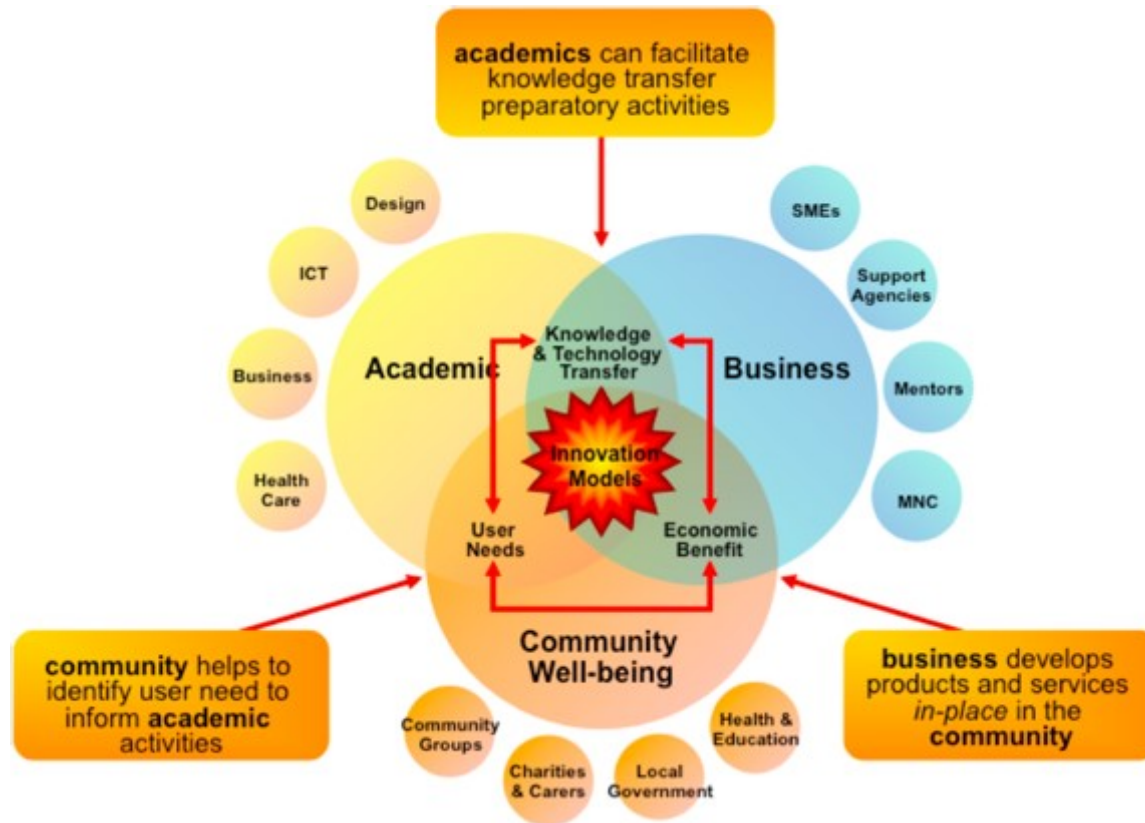 academics can facilitate
knowledge transfer
preparatory activities
Design
SMEs
ICT
Support
Agencies
Knowledge
& Technology
Transfer
Academic
Business
Business
Mentors
Innovation
Models
Health
Care
MNC
User
Needs
Economic
Benefit
Community
Well-being
community helps to
identify user need to
inform academic
activities
business develops
products and services
in-place in the
community
Community
Groups
Health &
Education
Charities
& Carers
Local
Government